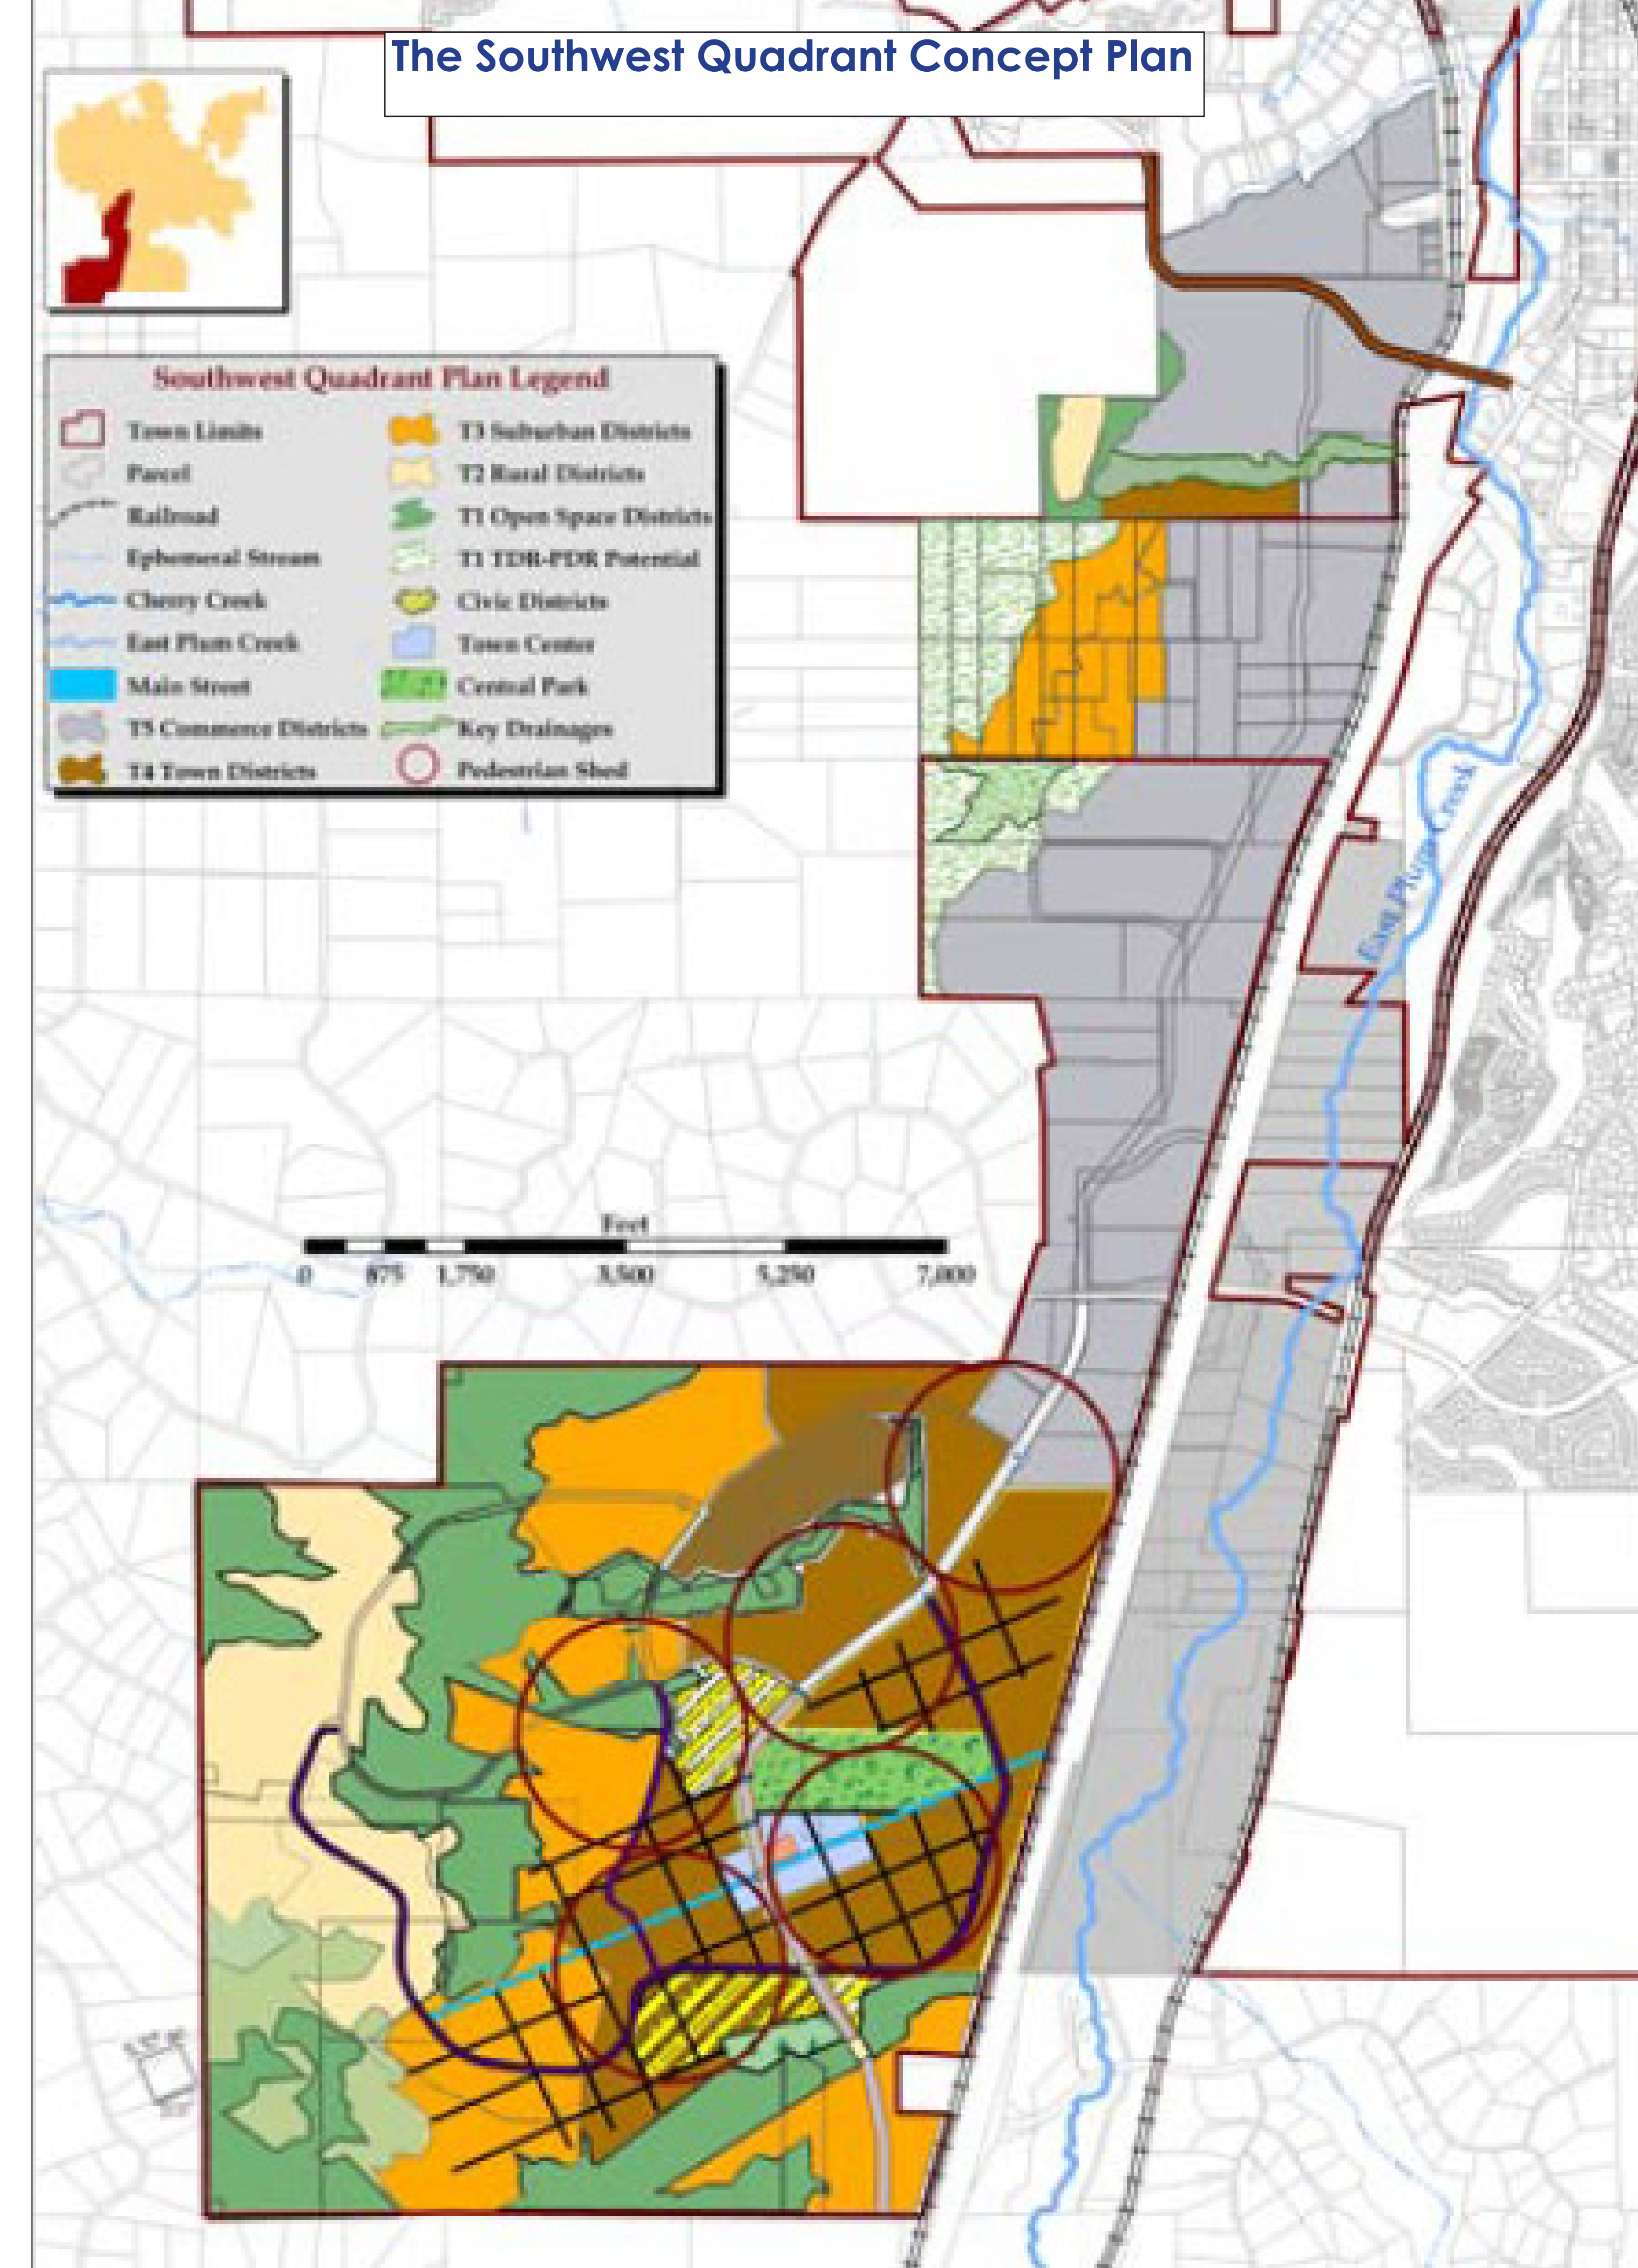 The Southwest Quadrant Concept Plan
Southwest Quadrant Plan Legend
Town Limits
Parcel
Railroad
Ephemeral Stream
Cherry Creek
East Plum Creek
Main Street
T5 Commerce Districts
T4 Town Districts
T3 Suburban Districts
T2 Rural Districts
T1 Open Space Districts
T1 TDR-PDR Potential
Civic Districts
Town Center
Central Park
Key Drainages
Pedestrian Shed
East Plum Creek
Feet
0 875 1,750 3,500 5,250 7,000